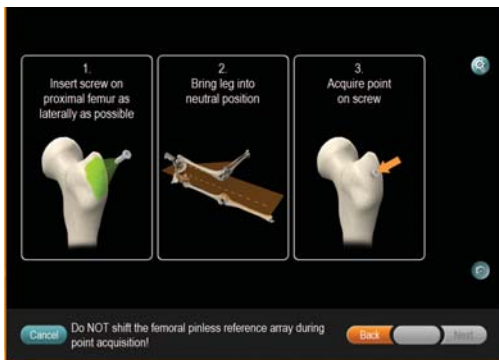 1.
Insert screw on
proximal femur as
laterally as possible
2.
Bring leg into
neutral position
3.
Acquire point
on screw
Cancel
Do NOT shift the femoral pinless reference array during
point acquisition!
Back
Next